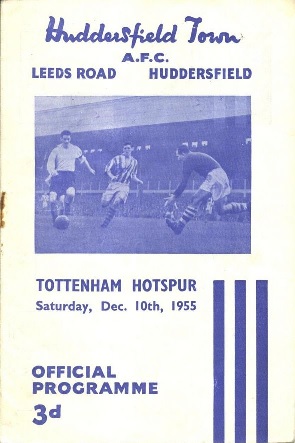 Huddersfield Town
A.F.C.
LEEDS ROAD HUDDERSFIELD
TOTTENHAM HOTSPUR
Saturday, Dec. 10th, 1955
OFFICIAL
PROGRAMME
3d